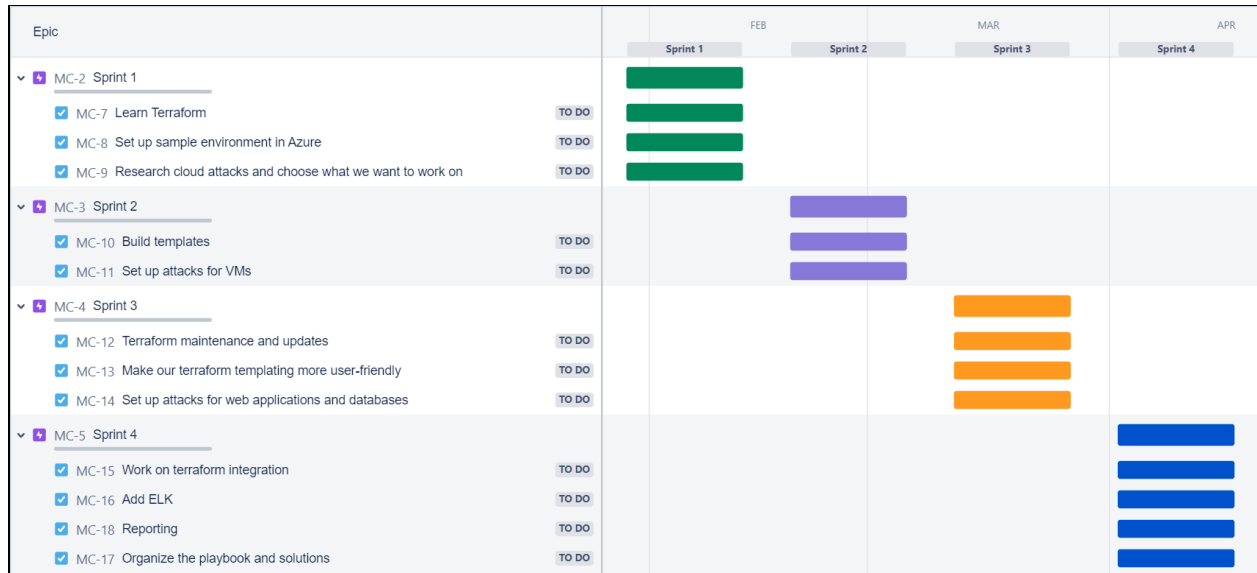 Epic
FEB MAR APR
Sprint 1 Sprint 2 Sprint 3 Sprint 4
MC-2 Sprint 1
MC-7 Learn Terraform TO DO
MC-8 Set up sample environment in Azure TO DO
MC-9 Research cloud attacks and choose what we want to work on TO DO
MC-3 Sprint 2
MC-10 Build templates TO DO
MC-11 Set up attacks for VMs TO DO
MC-4 Sprint 3
MC-12 Terraform maintenance and updates TO DO
MC-13 Make our terraform templating more user-friendly TO DO
MC-14 Set up attacks for web applications and databases TO DO
MC-5 Sprint 4
MC-15 Work on terraform integration TO DO
MC-16 Add ELK TO DO
MC-18 Reporting TO DO
MC-17 Organize the playbook and solutions TO DO